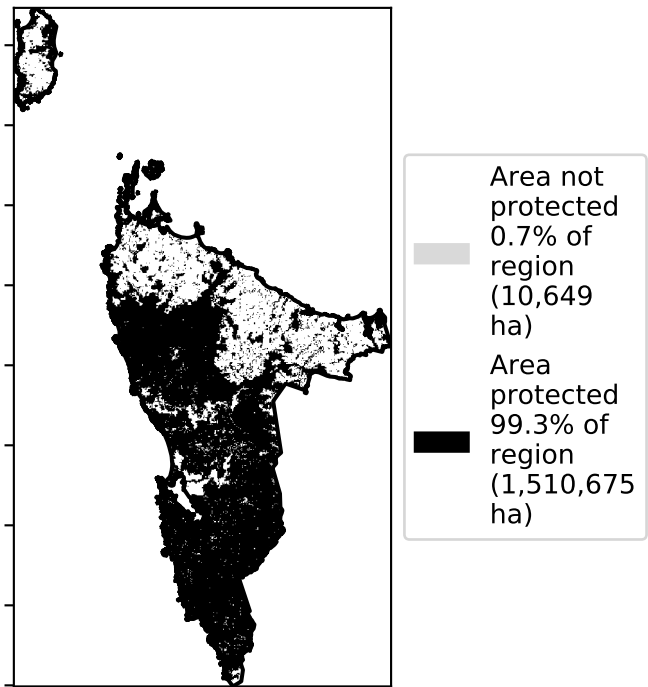 Area not
protected
0.7% of
region
(10,649
ha)
Area
protected
99.3% of
region
(1,510,675
ha)